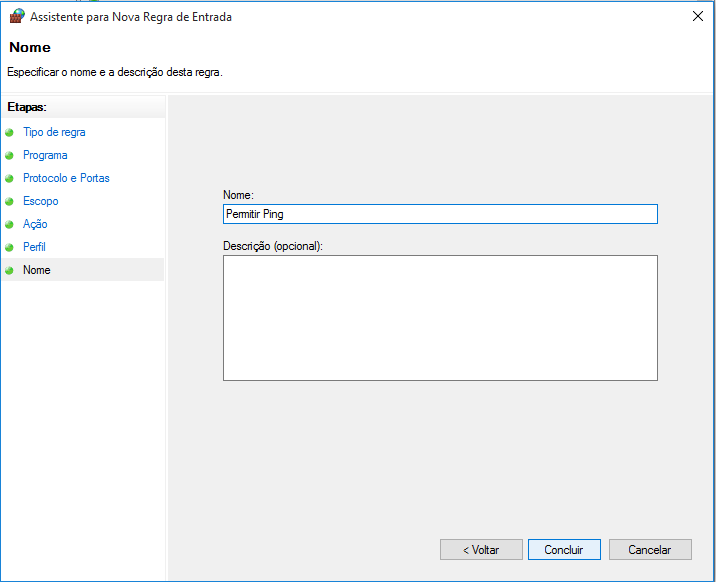 Assistente para Nova Regra de Entrada
Nome
Especificar o nome e a descrição desta regra.
Etapas:
Tipo de regra
Programa
Protocolo e Portas
Escopo
Ação
Perfil
Nome
Nome:
Permitir Ping
Descrição (opcional):
< Voltar
Concluir
Cancelar